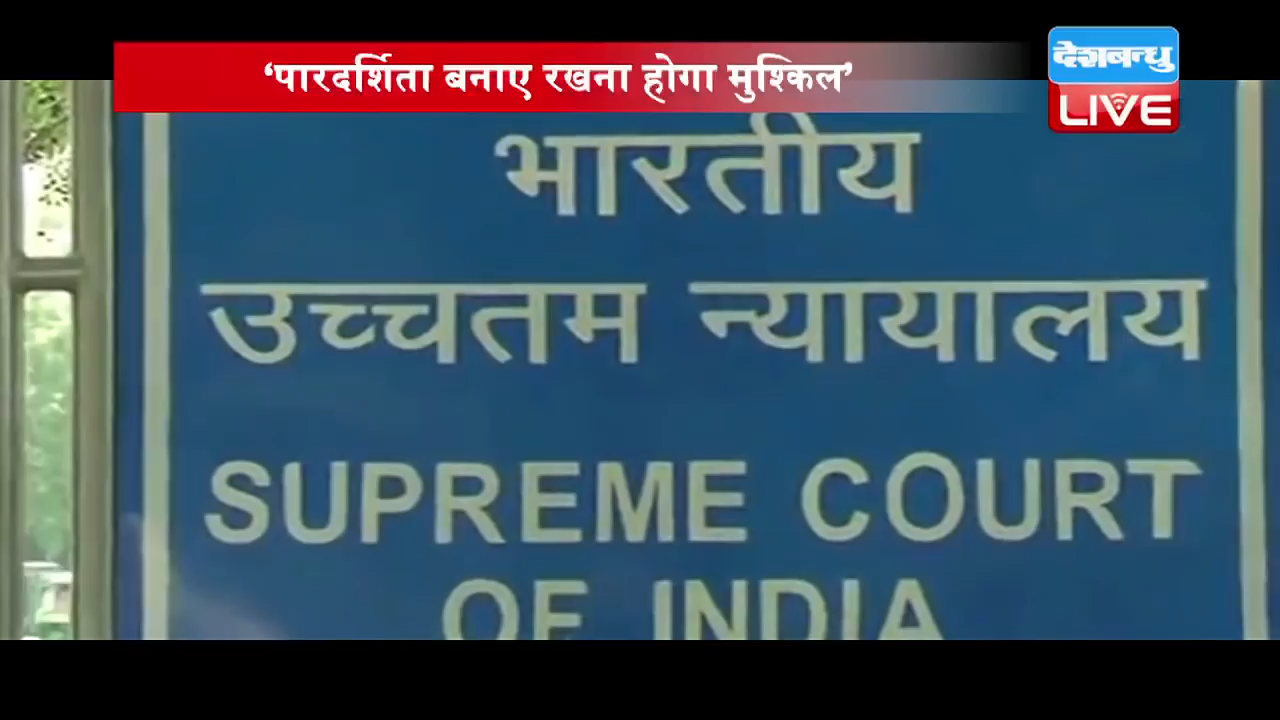 ‘पारदर्शिता बनाए रखना होगा मुश्किल’
देशबन्धु
LIVE
भारतीय
उच्चतम न्यायालय
SUPREME COURT
OF INDIA